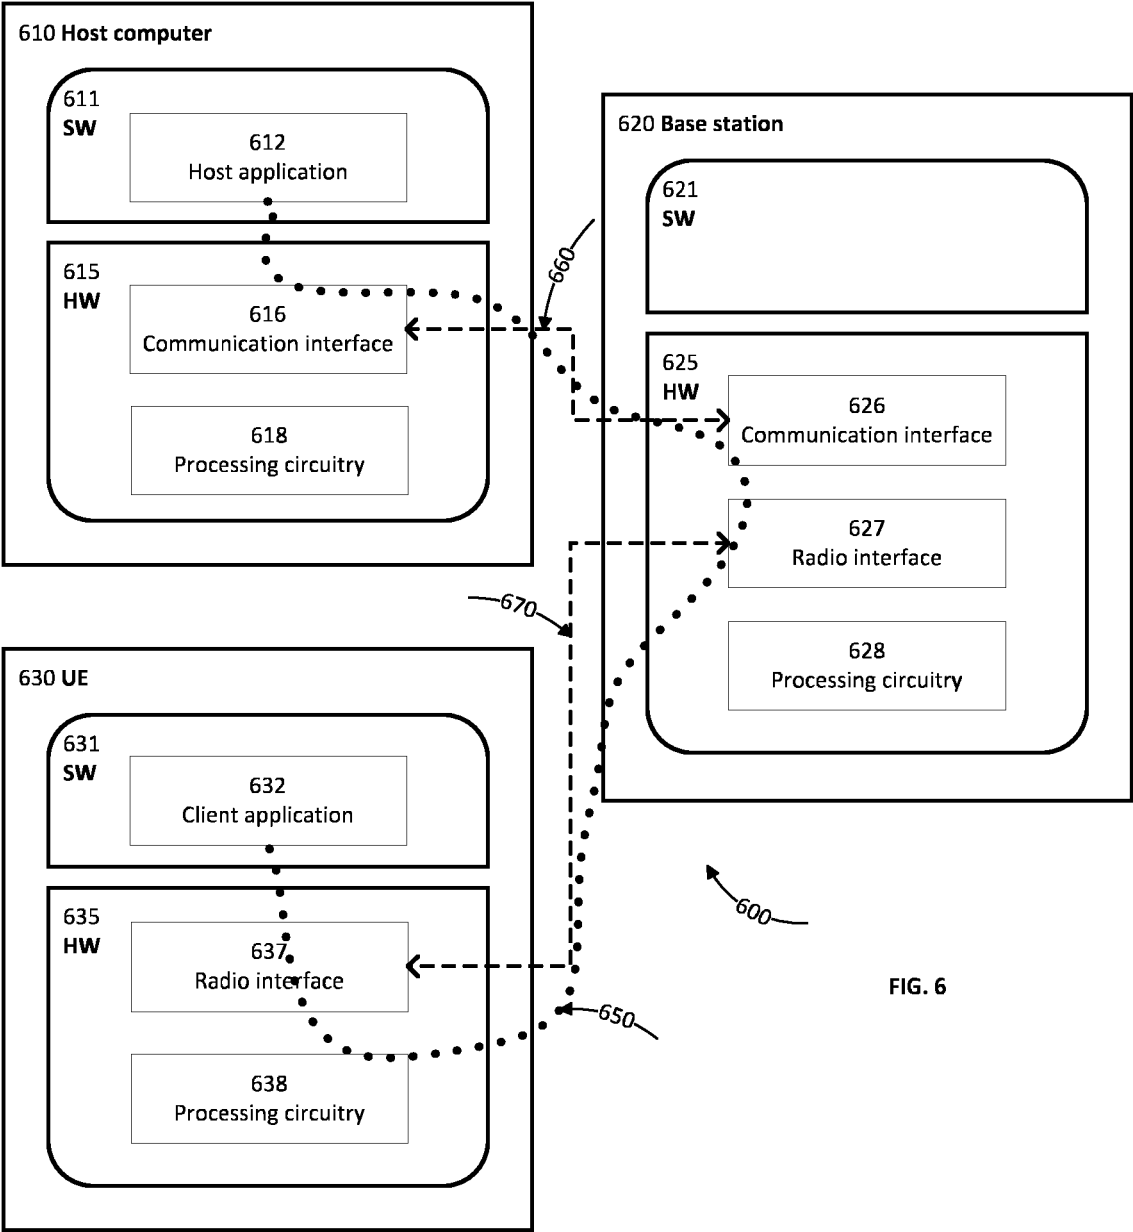 610 Host computer
611
SW
612
Host application
615
HW
616
Communication interface
618
Processing circuitry
660
620 Base station
621
SW
625
HW
626
Communication interface
627
Radio interface
628
Processing circuitry
670
630 UE
631
SW
632
Client application
635
HW
637
Radio interface
638
Processing circuitry
650
600
FIG. 6